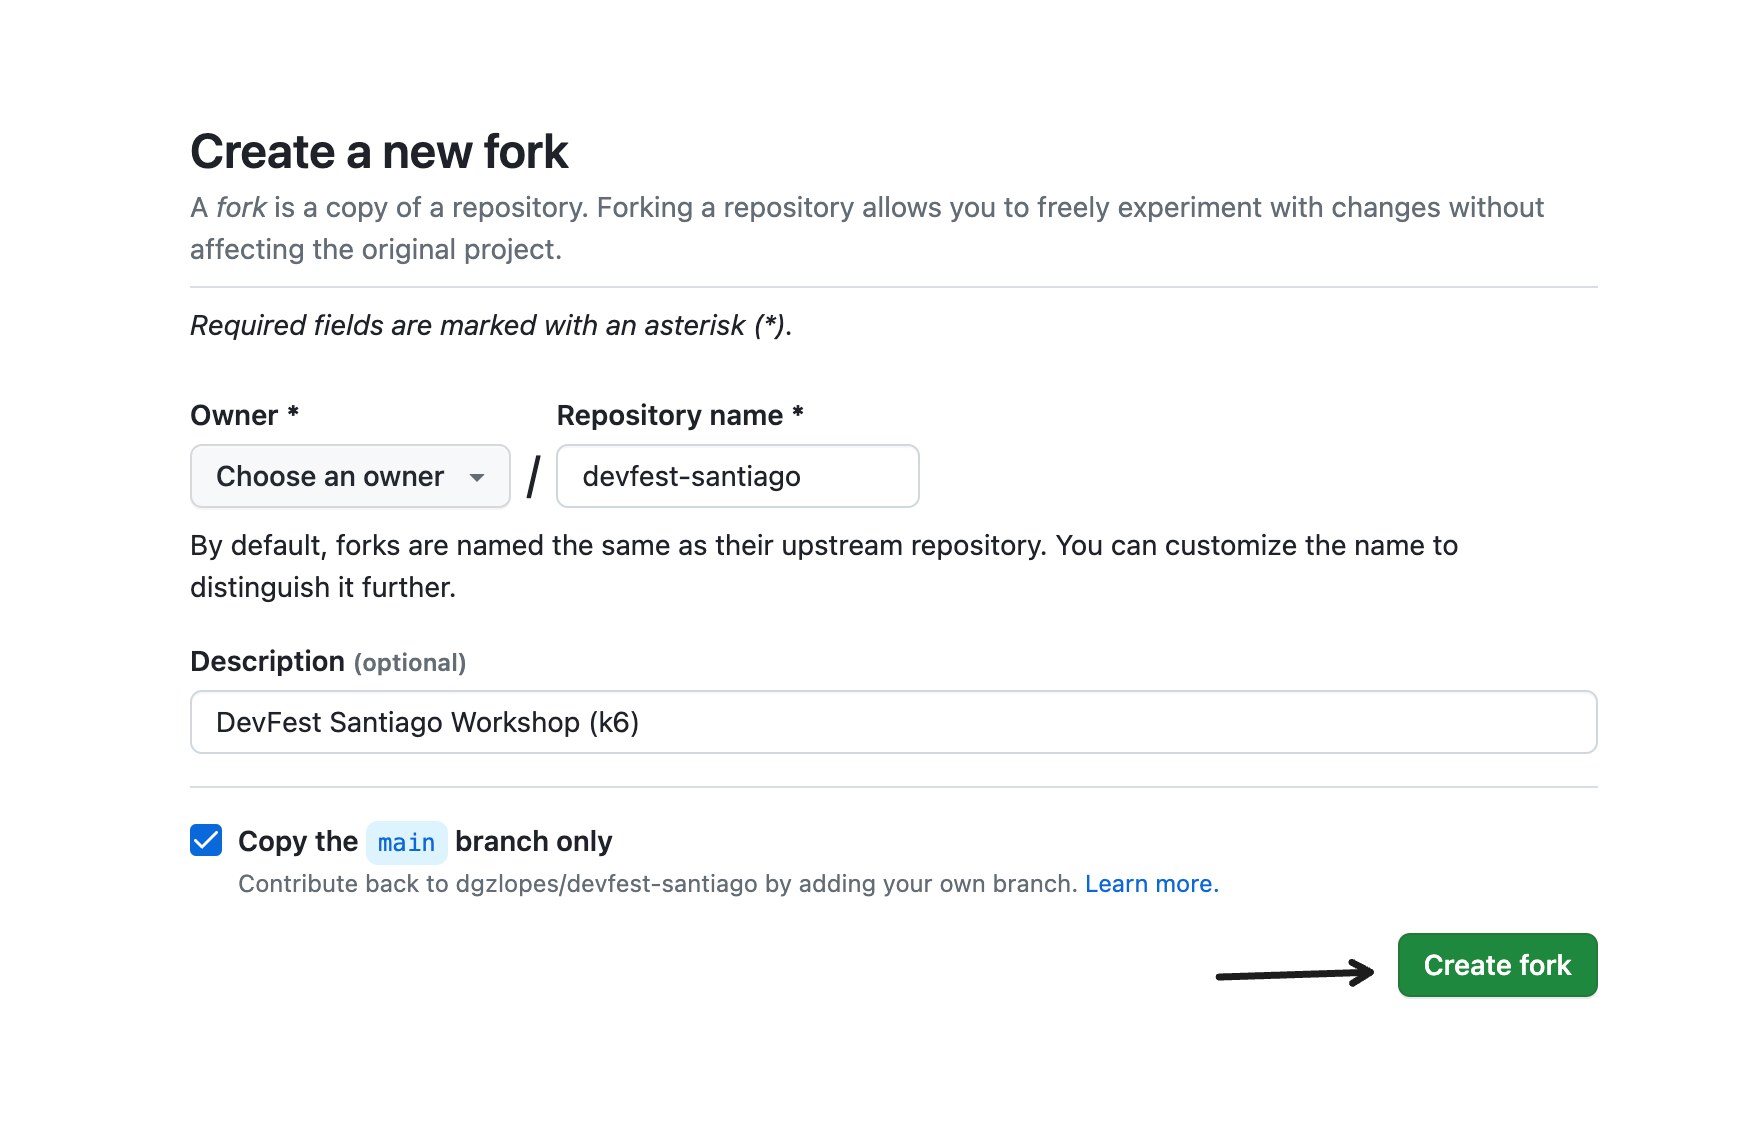 Create a new fork
A fork is a copy of a repository. Forking a repository allows you to freely experiment with changes without
affecting the original project.
Required fields are marked with an asterisk (*).
Owner * Repository name *
Choose an owner / devfest-santiago
By default, forks are named the same as their upstream repository. You can customize the name to
distinguish it further.
Description (optional)
DevFest Santiago Workshop (k6)
Copy the main branch only
Contribute back to dgzlopes/devfest-santiago by adding your own branch. Learn more.
Create fork